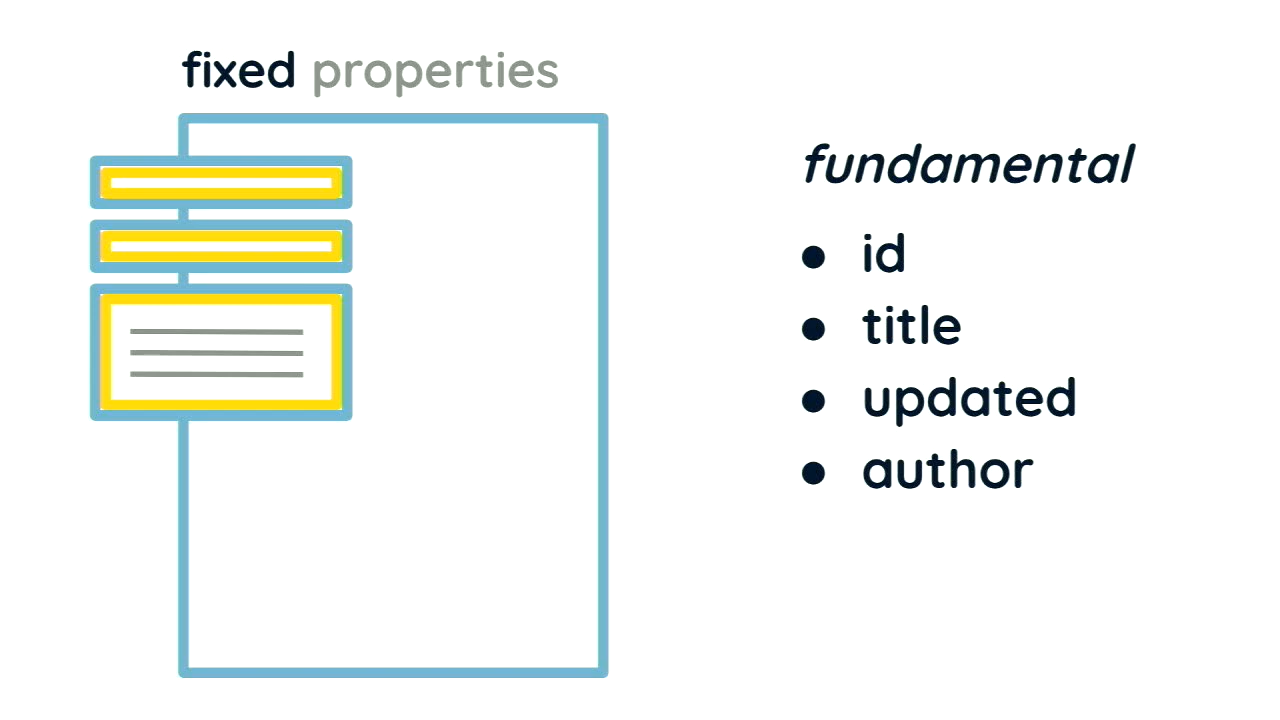 fixed properties
fundamental
● id
● title
● updated
● author